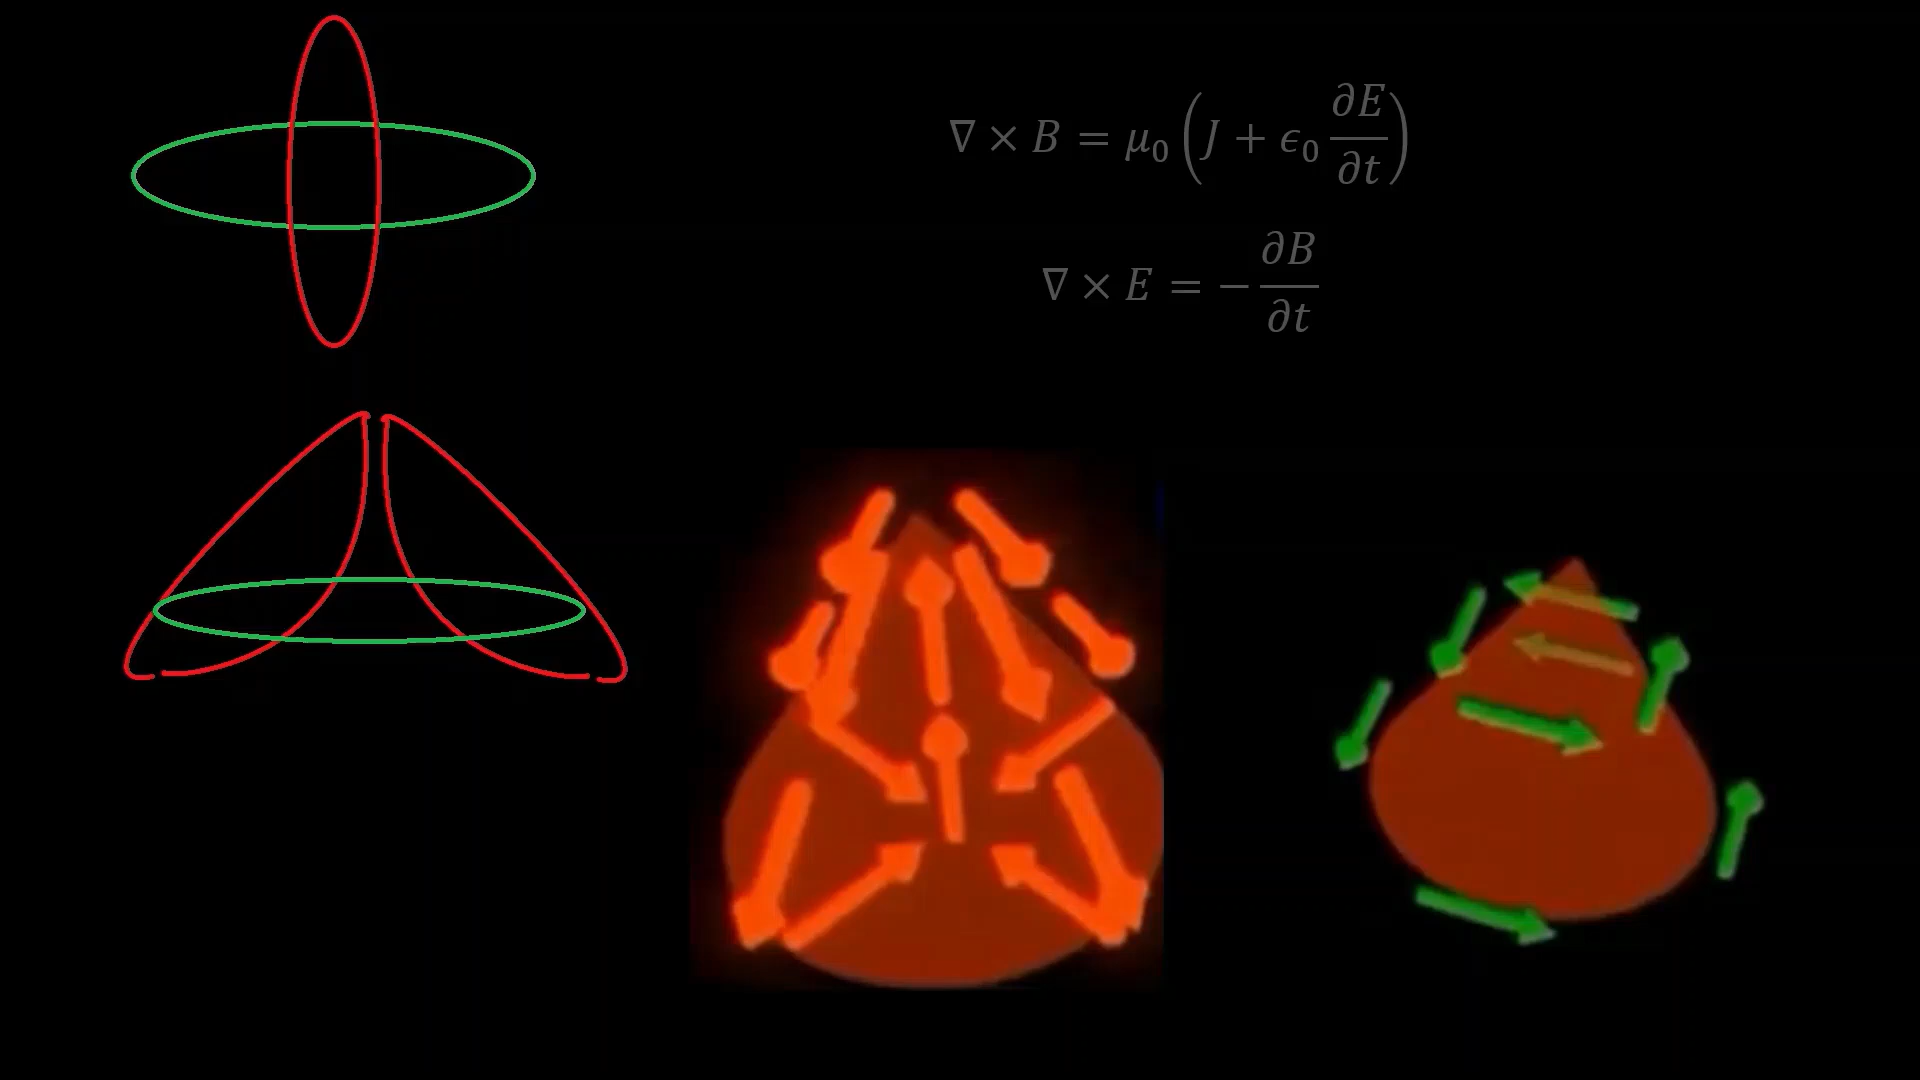 ∇ × B = μ₀ (J + ϵ₀ ∂E/∂t)
∇ × E = − ∂B/∂t